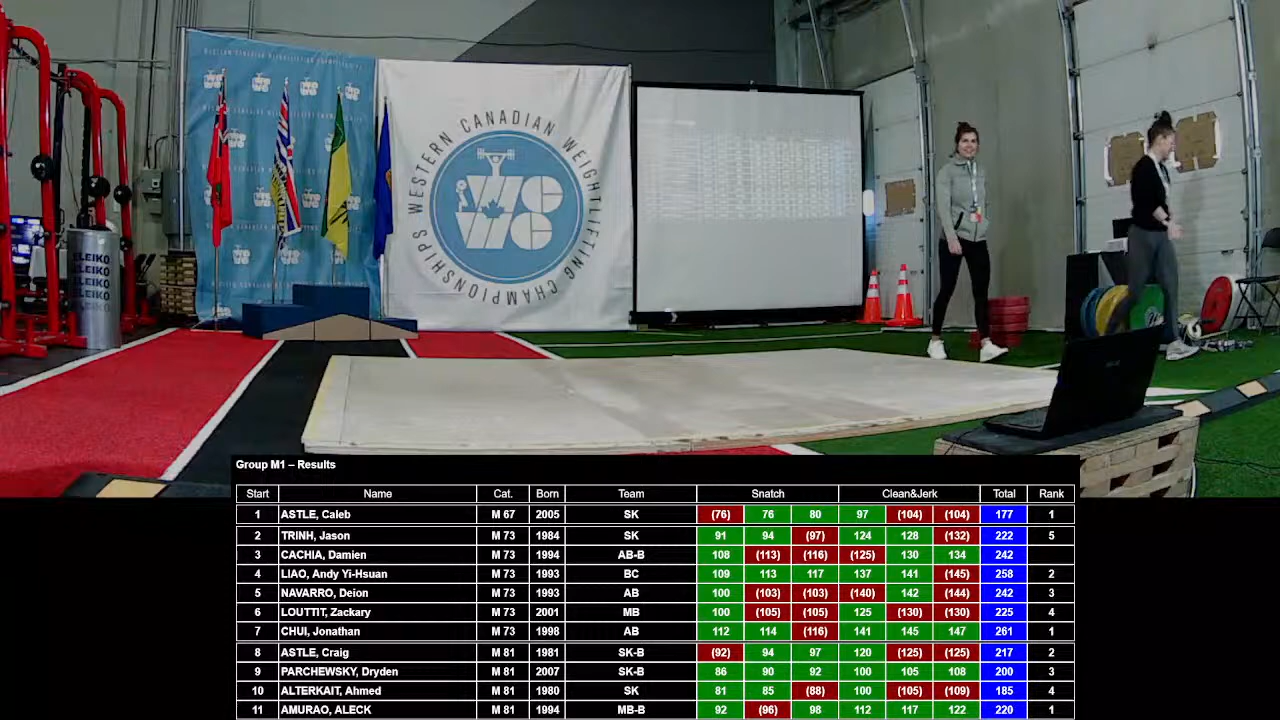 WESTERN CANADIAN WEIGHTLIFTING CHAMPIONSHIPS
WC
WC
ELEIKO
ELEIKO
ELEIKO
ELEIKO
Group M1 – Results
Start Name Cat. Born Team Snatch Clean&Jerk Total Rank
1 ASTLE, Caleb M 67 2005 SK (76) 76 80 97 (104) (104) 177 1
2 TRINH, Jason M 73 1984 SK 91 94 (97) 124 128 (132) 222 5
3 CACHIA, Damien M 73 1994 AB-B 108 (113) (116) (125) 130 134 242
4 LIAO, Andy Yi-Hsuan M 73 1993 BC 109 113 117 137 141 (145) 258 2
5 NAVARRO, Deion M 73 1993 AB 100 (103) (103) (140) 142 (144) 242 3
6 LOUTTIT, Zackary M 73 2001 MB 100 (105) (105) 125 (130) (130) 225 4
7 CHUI, Jonathan M 73 1998 AB 112 114 (116) 141 145 147 261 1
8 ASTLE, Craig M 81 1981 SK-B (92) 94 97 120 (125) (125) 217 2
9 PARCHEWSKY, Dryden M 81 2007 SK-B 86 90 92 100 105 108 200 3
10 ALTERKAIT, Ahmed M 81 1980 SK 81 85 (88) 100 (105) (109) 185 4
11 AMURAO, ALECK M 81 1994 MB-B 92 (96) 98 112 117 122 220 1